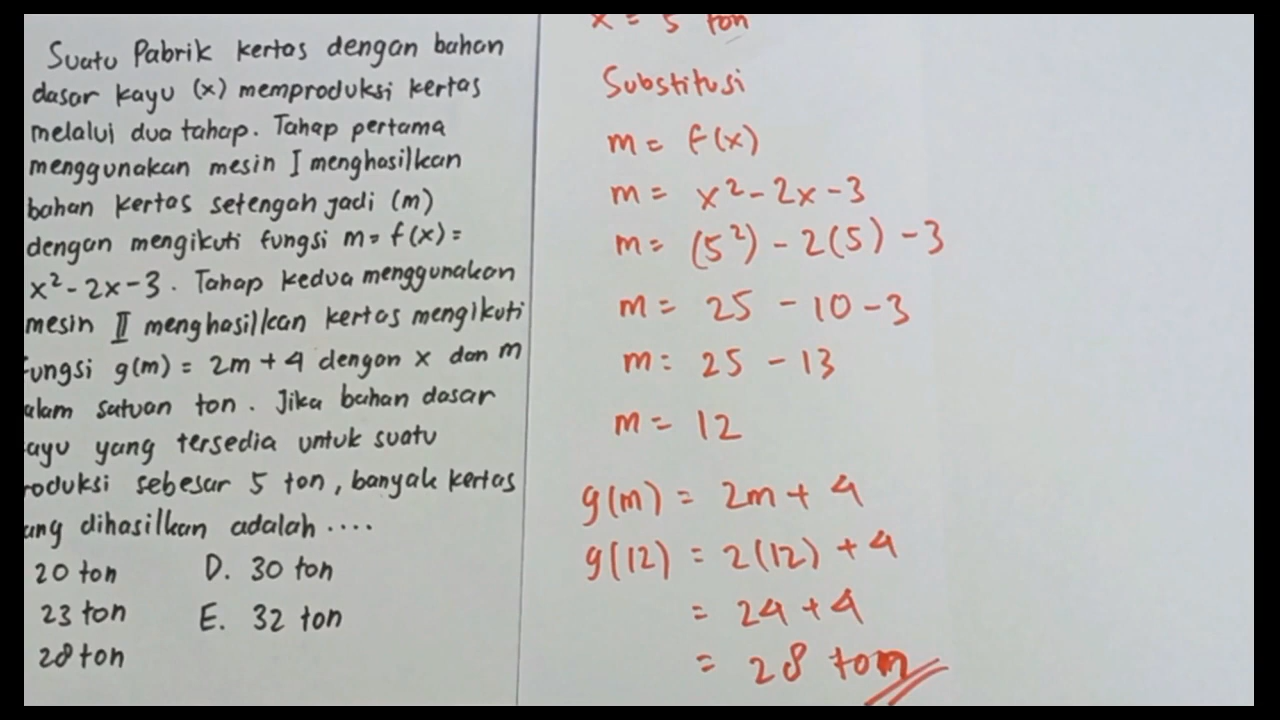 Suatu Pabrik kertas dengan bahan
dasar kayu (x) memproduksi kertas
melalui dua tahap. Tahap pertama
menggunakan mesin I menghasilkan
bahan kertas setengah jadi (m)
dengan mengikuti fungsi m = f(x) =
x² - 2x - 3. Tahap kedua menggunakan
mesin II menghasilkan kertas mengikuti
fungsi g(m) = 2m + 4 dengan x dan m
alam satuan ton. Jika bahan dasar
ayu yang tersedia untuk suatu
roduksi sebesar 5 ton, banyak kertas
ang dihasilkan adalah ....
20 ton D. 30 ton
23 ton E. 32 ton
28 ton
x = 5 ton
Substitusi
m = f(x)
m = x² - 2x - 3
m = (5²) - 2(5) - 3
m = 25 - 10 - 3
m = 25 - 13
m = 12
g(m) = 2m + 4
g(12) = 2(12) + 4
= 24 + 4
= 28 ton